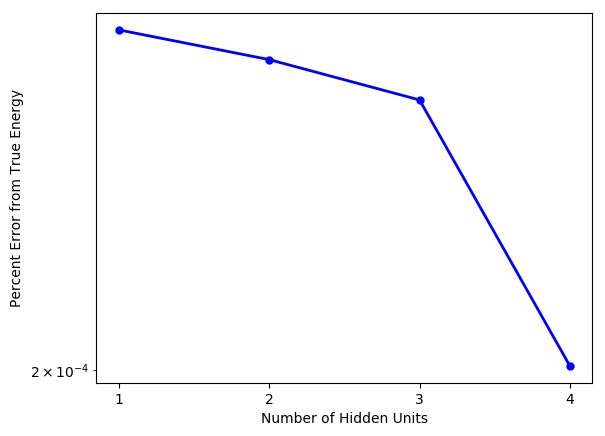 Percent Error from True Energy
2 × 10⁻⁴
1 2 3 4
Number of Hidden Units